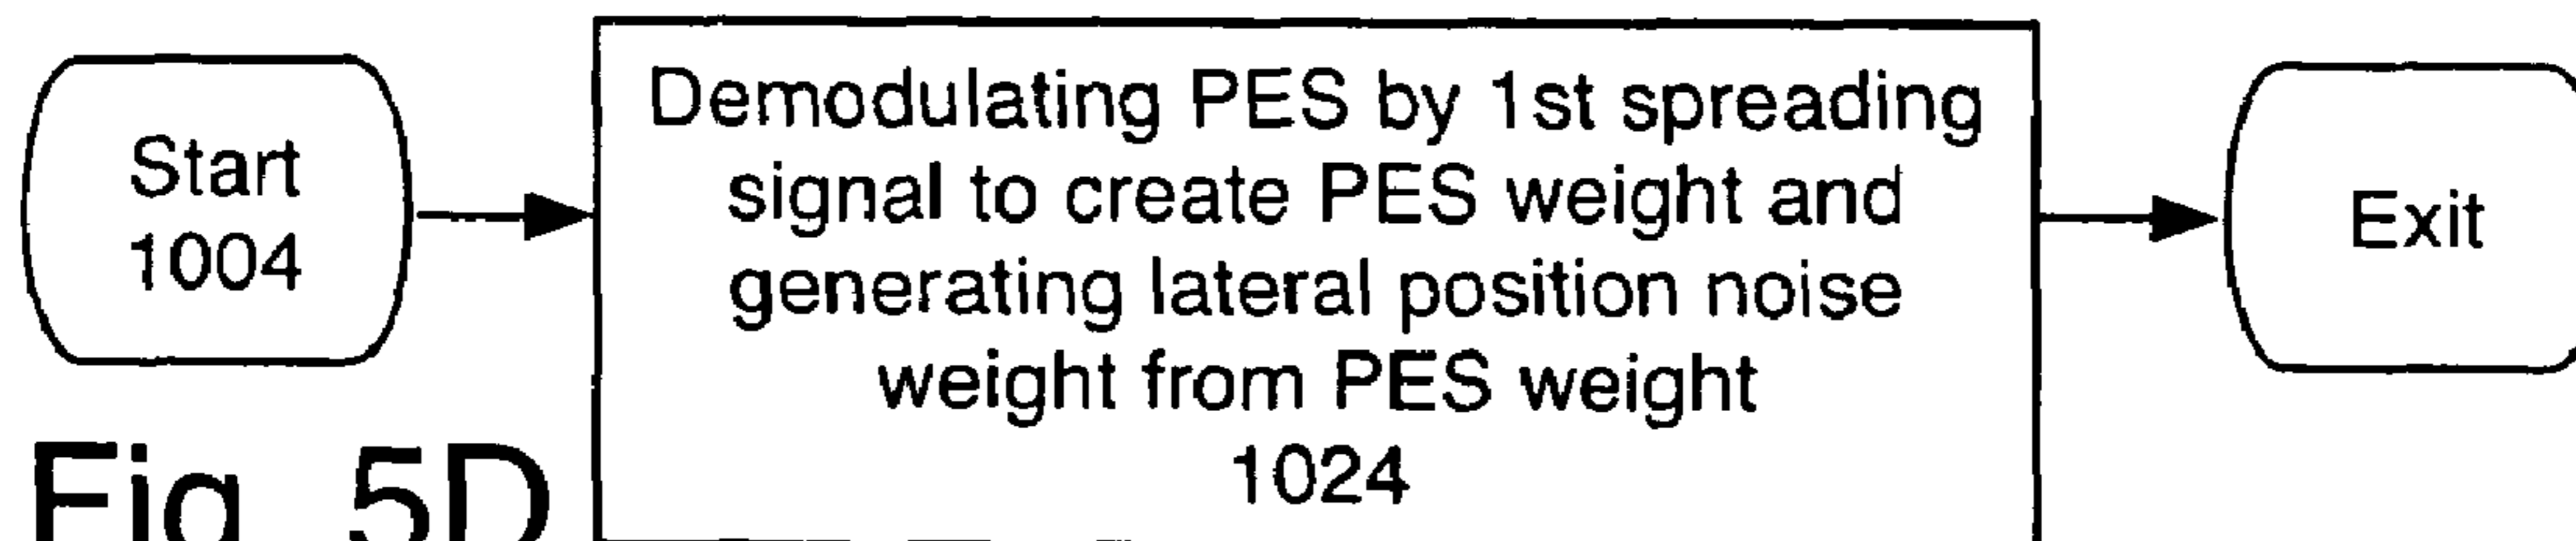 Start
1004
Demodulating PES by 1st spreading
signal to create PES weight and
generating lateral position noise
weight from PES weight
1024
Exit
Fig. 5D